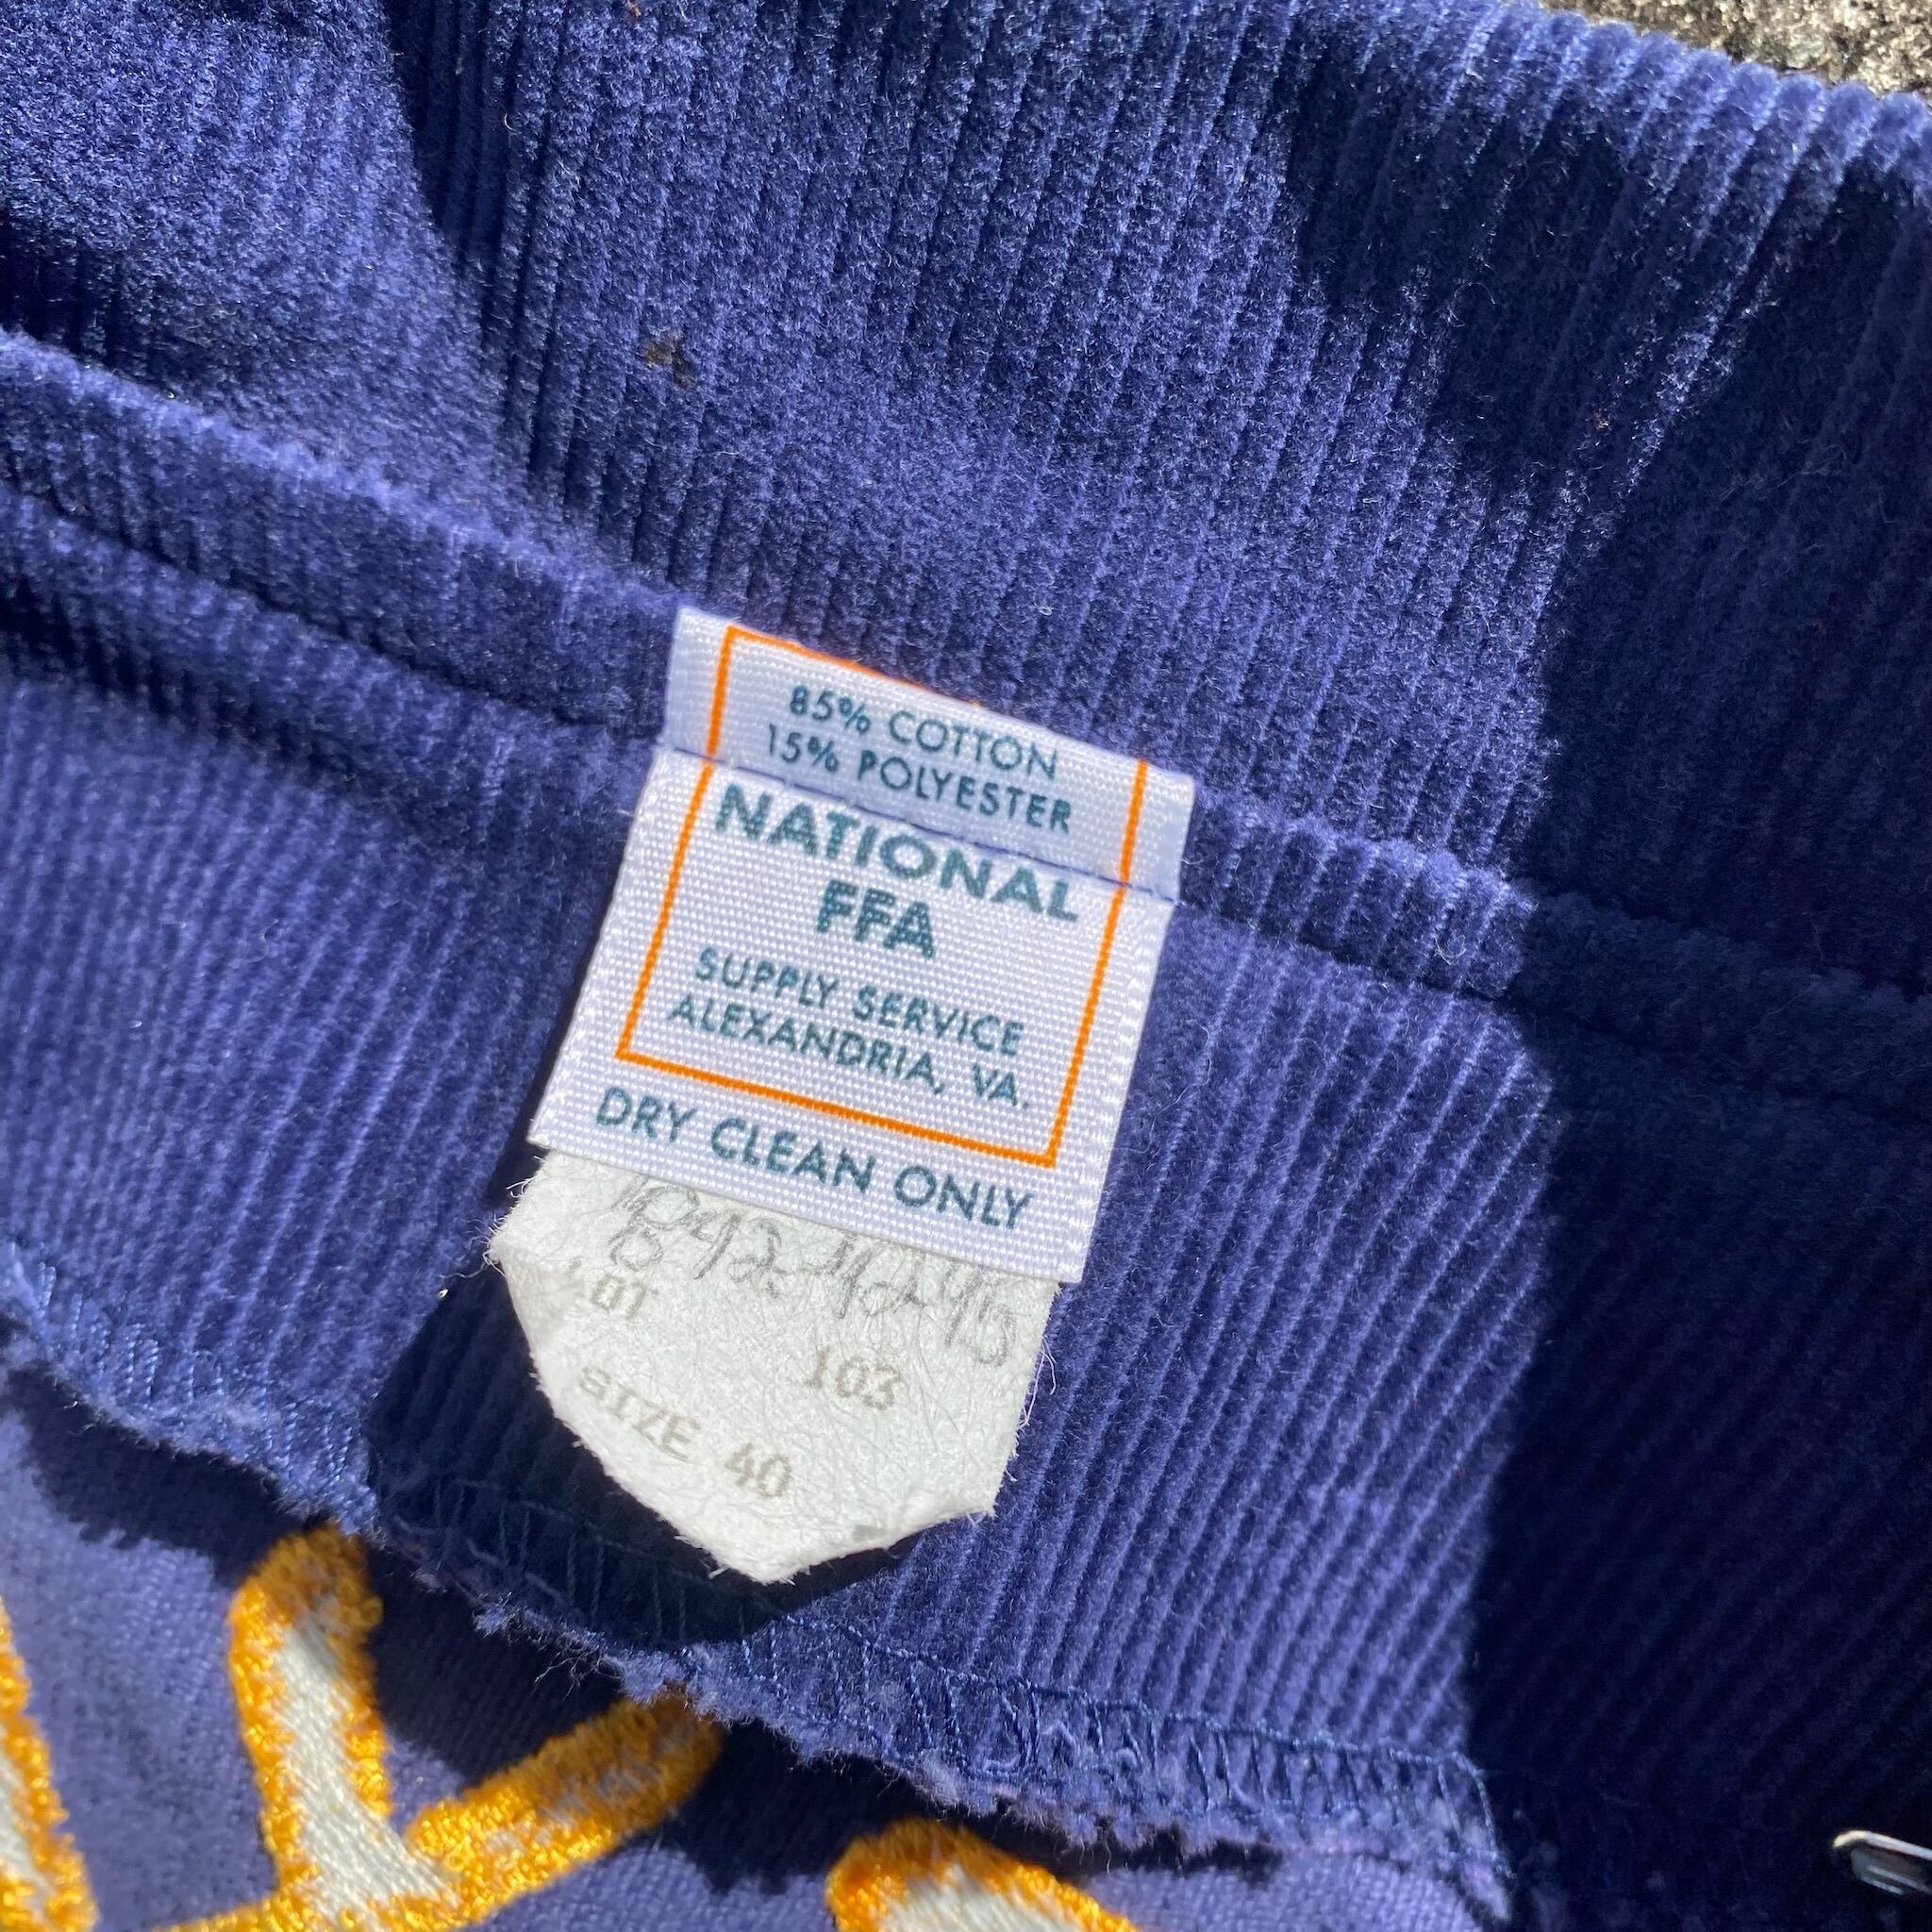 85% COTTON
15% POLYESTER
NATIONAL
FFA
SUPPLY SERVICE
ALEXANDRIA, VA.
DRY CLEAN ONLY
103
SIZE 40